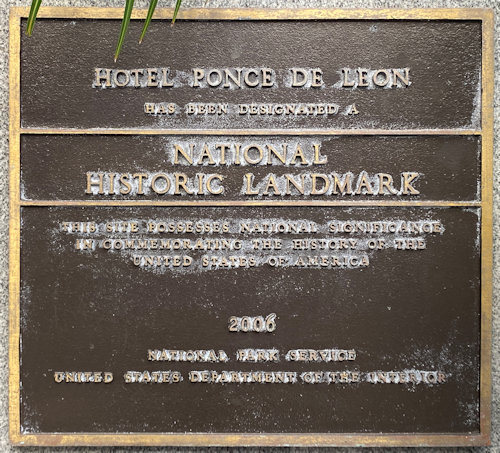 HOTEL PONCE DE LEON
HAS BEEN DESIGNATED A
NATIONAL
HISTORIC LANDMARK
THIS SITE POSSESSES NATIONAL SIGNIFICANCE
IN COMMEMORATING THE HISTORY OF THE
UNITED STATES OF AMERICA
2006
NATIONAL PARK SERVICE
UNITED STATES DEPARTMENT OF THE INTERIOR